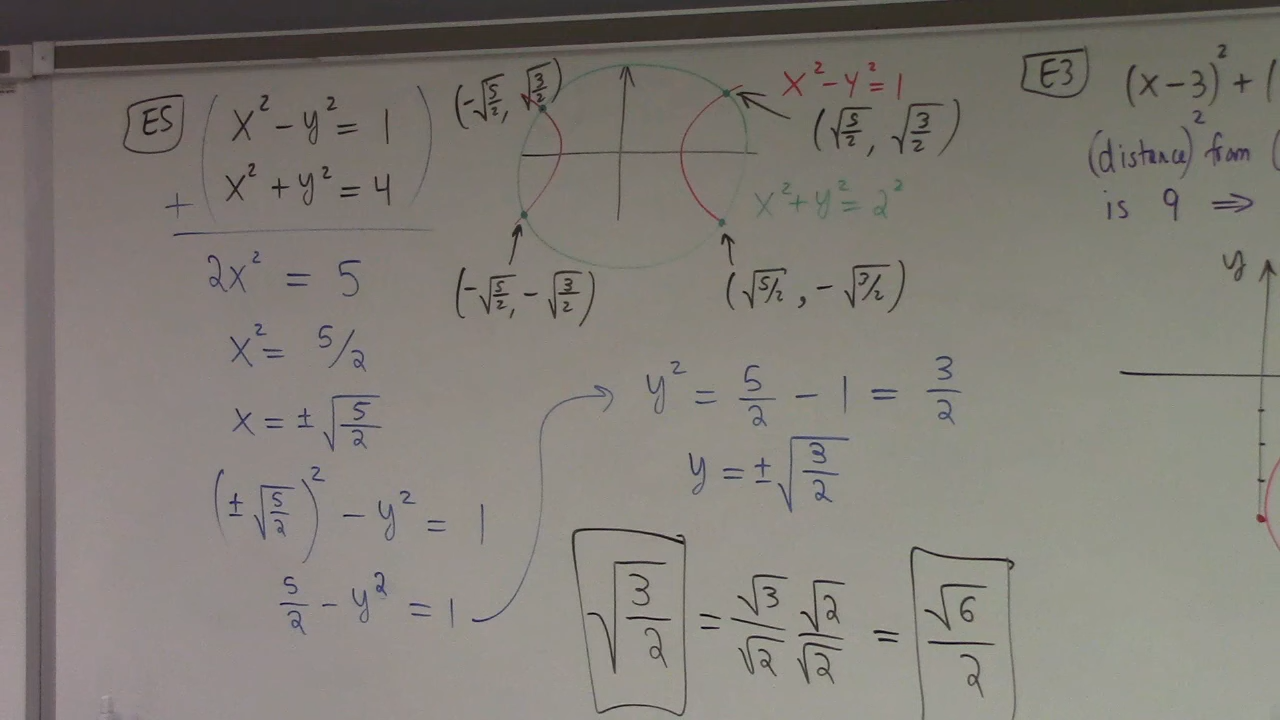 E5
x² - y² = 1
+ x² + y² = 4
2x² = 5
x² = 5/2
x = ±√(5/2)
(±√(5/2))² - y² = 1
5/2 - y² = 1
(-√(5/2), √(3/2))
x² - y² = 1
(√(5/2), √(3/2))
x² + y² = 2²
(-√(5/2), -√(3/2))
(√(5/2), -√(3/2))
y² = 5/2 - 1 = 3/2
y = ±√(3/2)
√(3/2) = √3/√2 √2/√2 = √6/2
E3
(x-3)² + (
(distance)² from (
is 9 ⇒
y